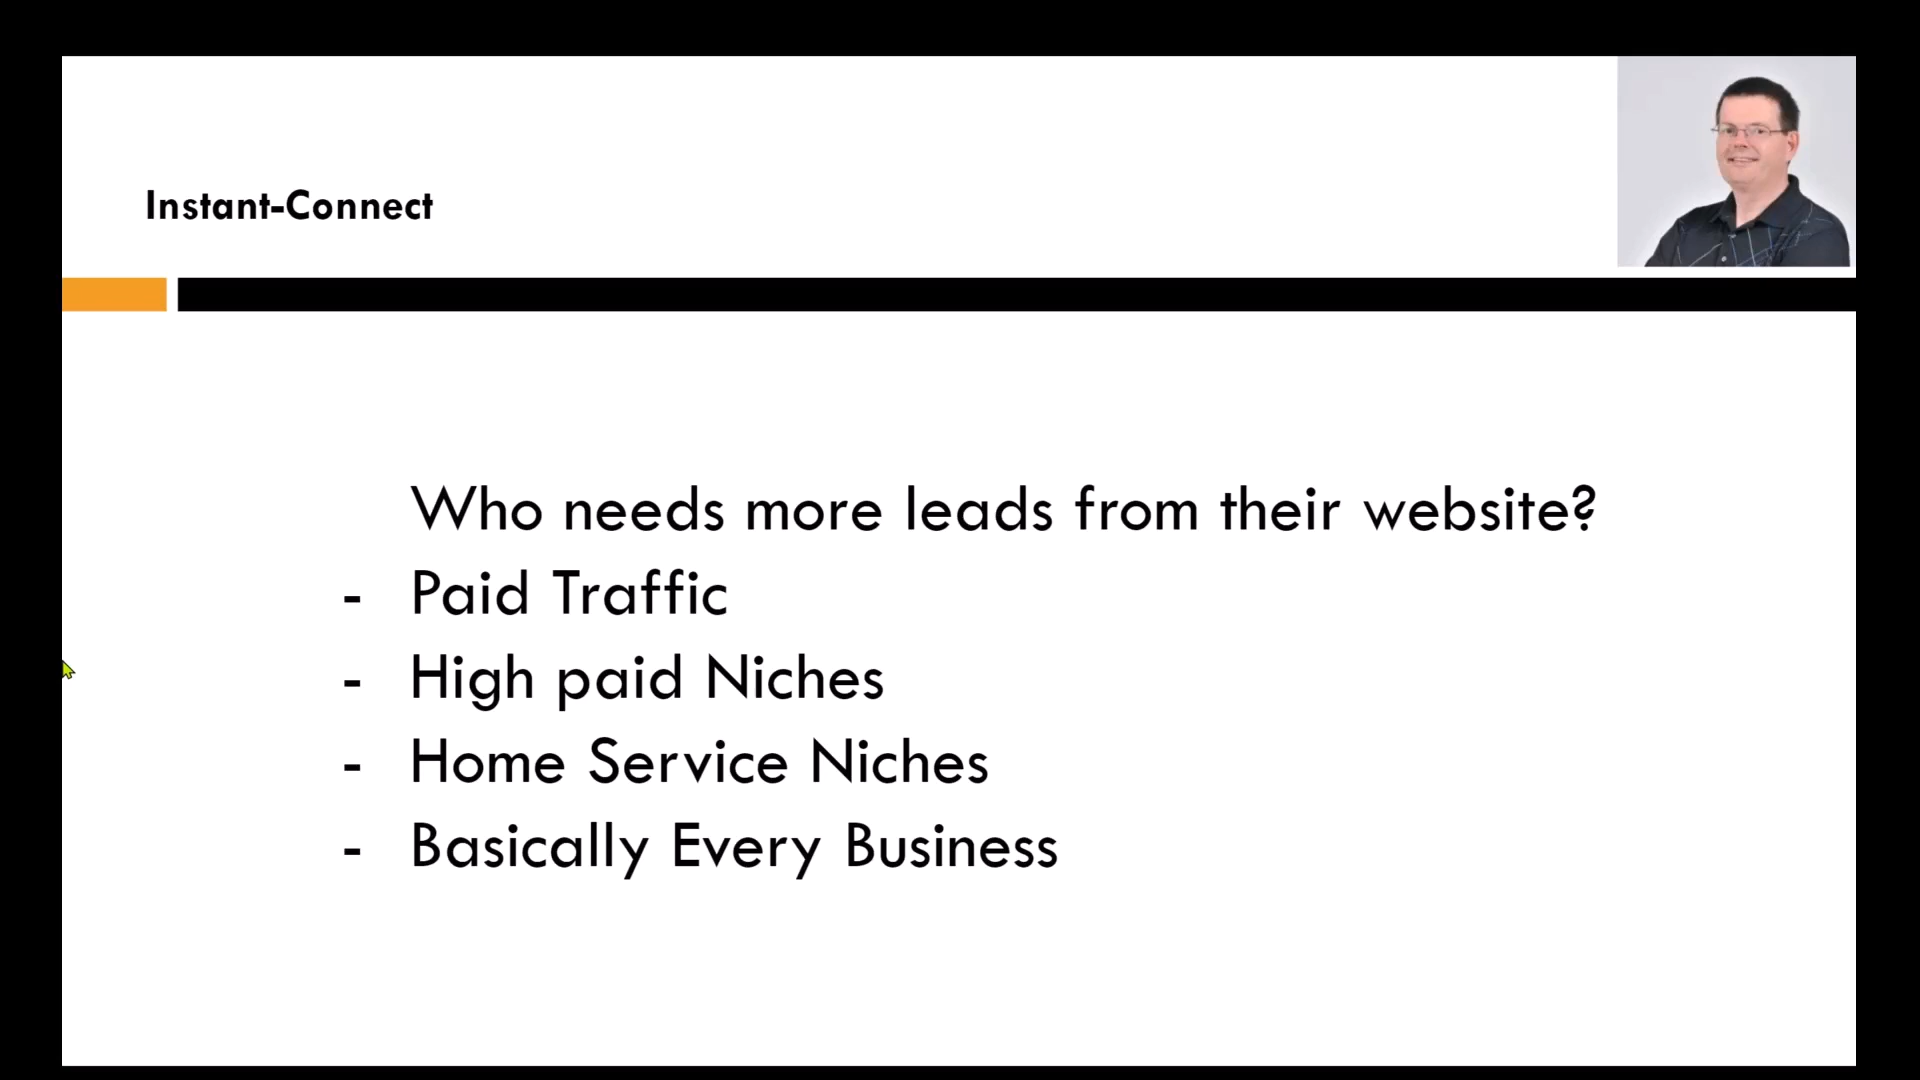 Instant-Connect
Who needs more leads from their website?
- Paid Traffic
- High paid Niches
- Home Service Niches
- Basically Every Business